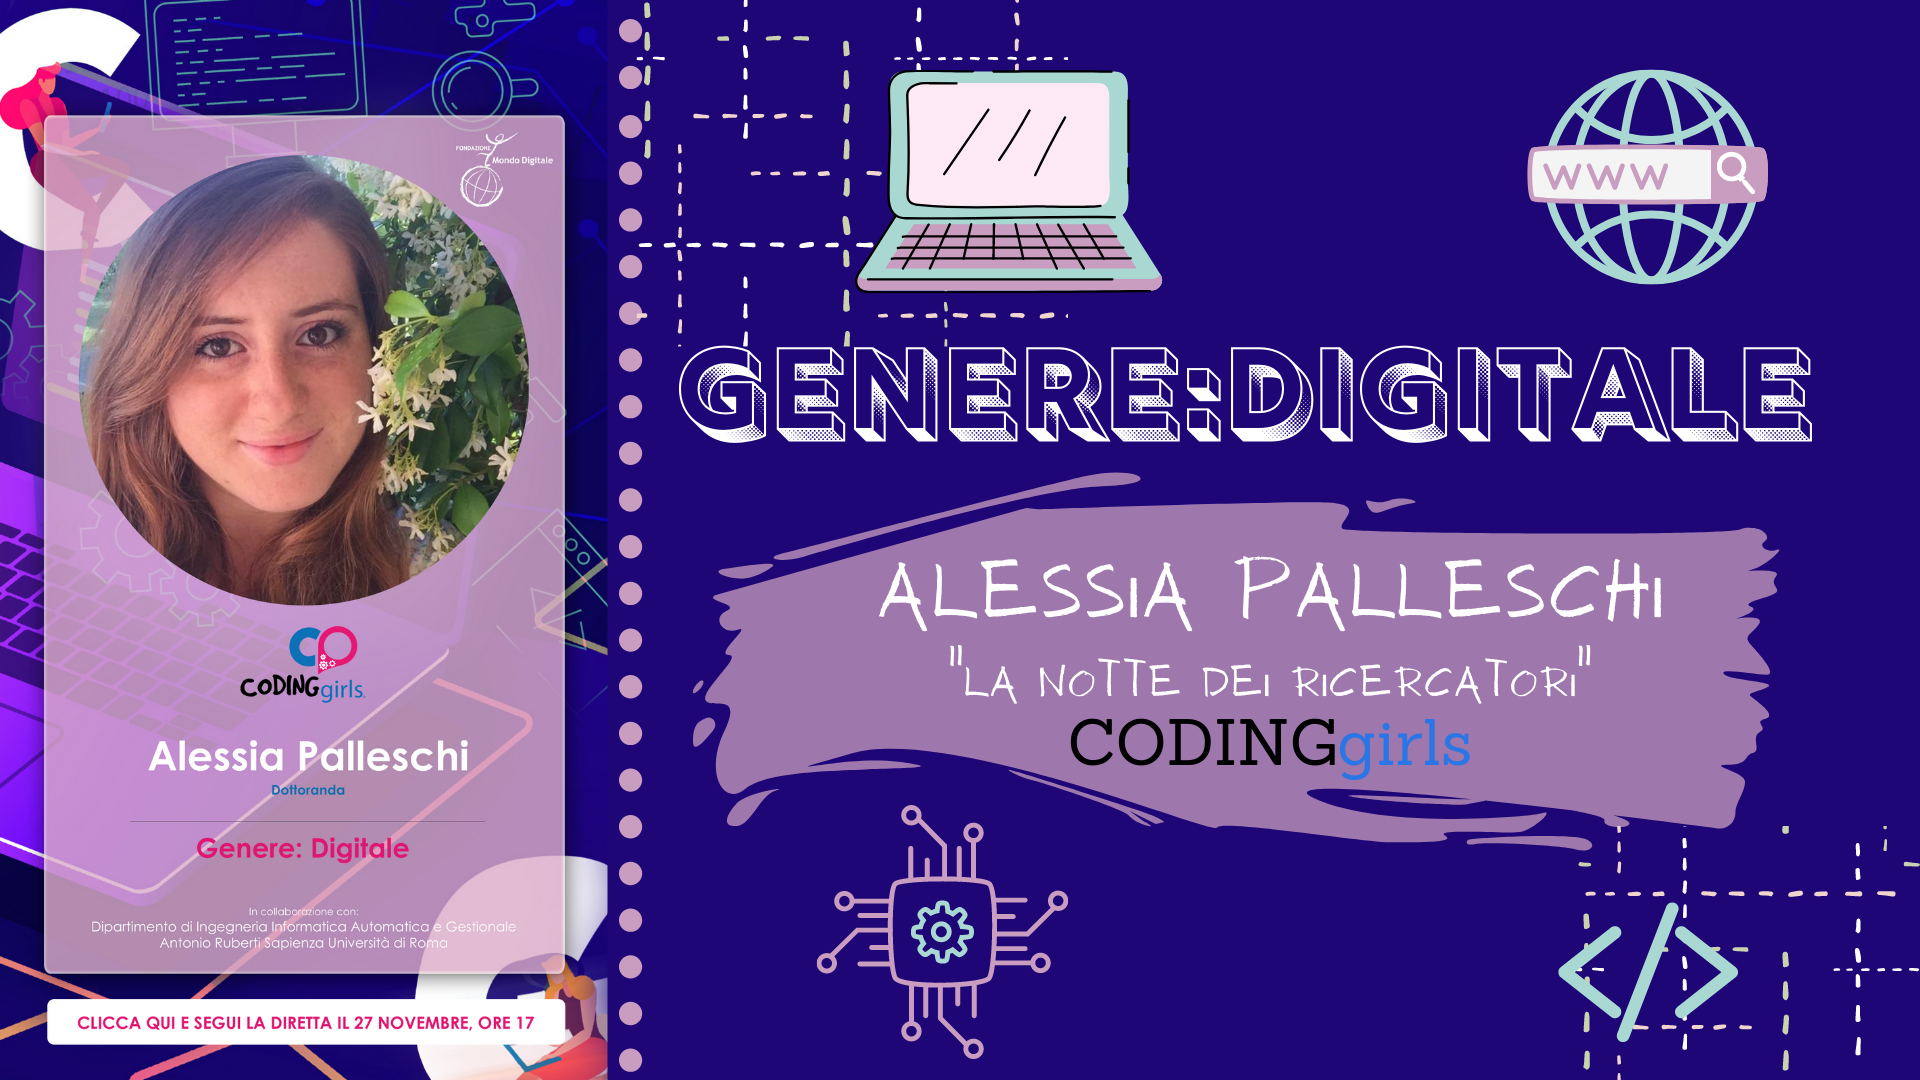 FONDAZIONE
Mondo Digitale
CODINGgirls
Alessia Palleschi
Dottoranda
Genere: Digitale
In collaborazione con:
Dipartimento di Ingegneria Informatica Automatica e Gestionale
Antonio Ruberti Sapienza Università di Roma
CLICCA QUI E SEGUI LA DIRETTA IL 27 NOVEMBRE, ORE 17
WWW
GENERE:DIGITALE
ALESSiA PALLESCHi
"LA NOTTE DEi RiCERCATORi"
CODINGgirls
</>